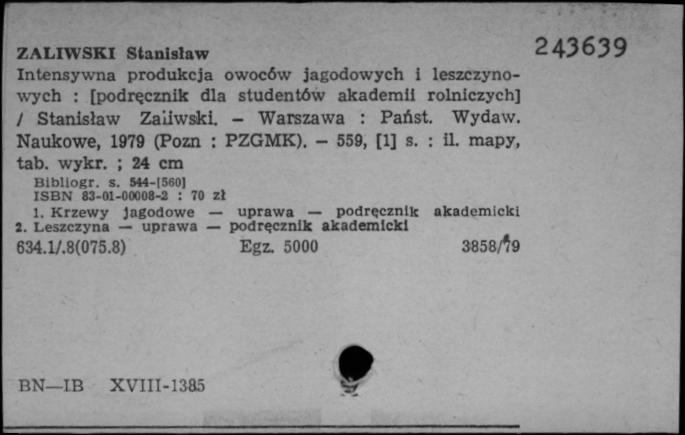 ZALIWSKI Stanisław
243639
Intensywna produkcja owoców jagodowych i leszczyno-
wych : [podręcznik dla studentów akademii rolniczych]
/ Stanisław Zaliwski. — Warszawa : Państ. Wydaw.
Naukowe, 1979 (Pozn : PZGMK). — 559, [1] s. : il. mapy,
tab. wykr. ; 24 cm
Bibliogr. s. 544-[560]
ISBN 83-01-00008-2 : 70 zł
1. Krzewy jagodowe — uprawa — podręcznik akademicki
2. Leszczyna — uprawa — podręcznik akademicki
634.1/.8(075.8) Egz. 5000 3858/79
BN—IB XVIII-1385